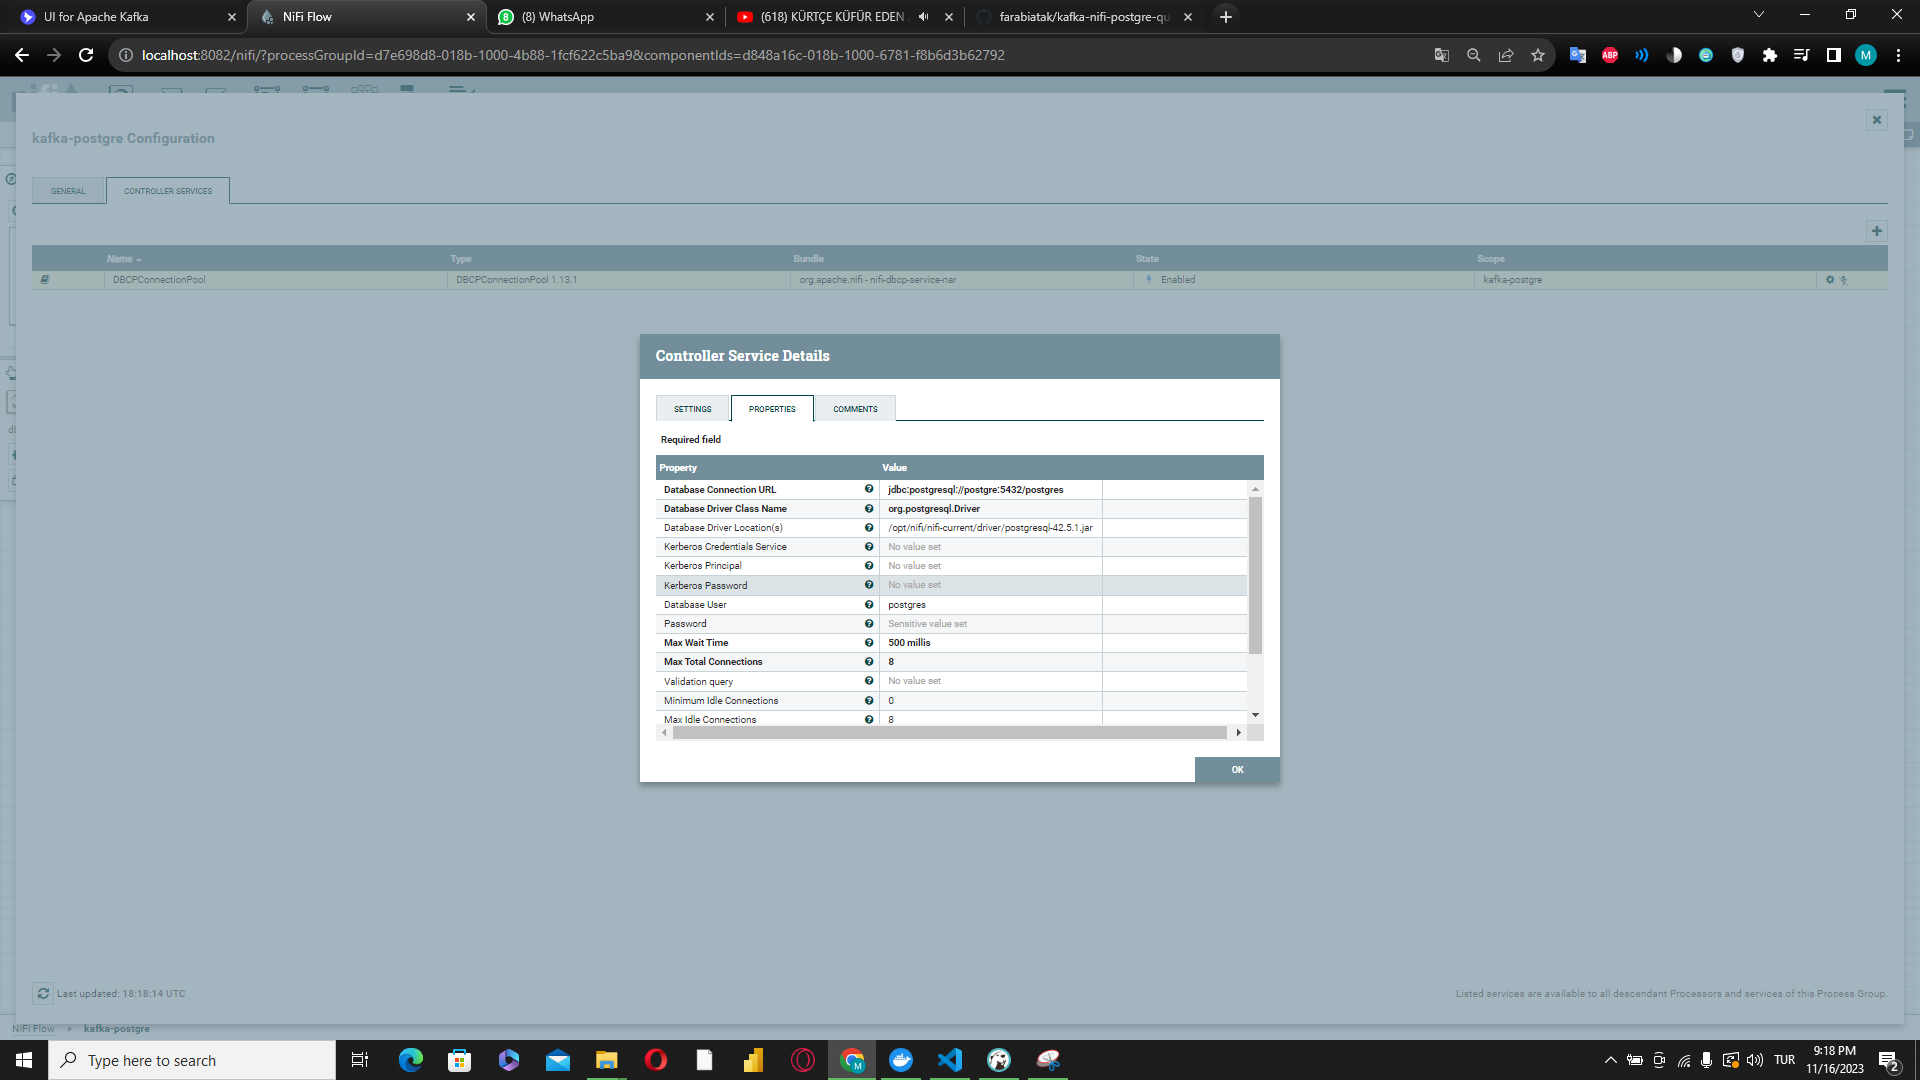 UI for Apache Kafka
NiFi Flow
(8) WhatsApp
(618) KÜRTÇE KÜFÜR EDEN
farabiatak/kafka-nifi-postgre-qu
localhost:8082/nifi/?processGroupId=d7e698d8-018b-1000-4b88-1fcf622c5ba9&componentIds=d848a16c-018b-1000-6781-f8b6d3b62792
ABP
M
kafka-postgre Configuration
GENERAL
CONTROLLER SERVICES
Name Type Bundle State Scope
DBCPConnectionPool DBCPConnectionPool 1.13.1 org.apache.nifi - nifi-dbcp-service-nar Enabled kafka-postgre
Controller Service Details
SETTINGS PROPERTIES COMMENTS
Required field
Property Value
Database Connection URL jdbc:postgresql://postgre:5432/postgres
Database Driver Class Name org.postgresql.Driver
Database Driver Location(s) /opt/nifi/nifi-current/driver/postgresql-42.5.1.jar
Kerberos Credentials Service No value set
Kerberos Principal No value set
Kerberos Password No value set
Database User postgres
Password Sensitive value set
Max Wait Time 500 millis
Max Total Connections 8
Validation query No value set
Minimum Idle Connections 0
Max Idle Connections 8
OK
Last updated: 18:18:14 UTC
Listed services are available to all descendant Processors and services of this Process Group.
NiFi Flow » kafka-postgre
Type here to search
TUR
9:18 PM
11/16/2023
2